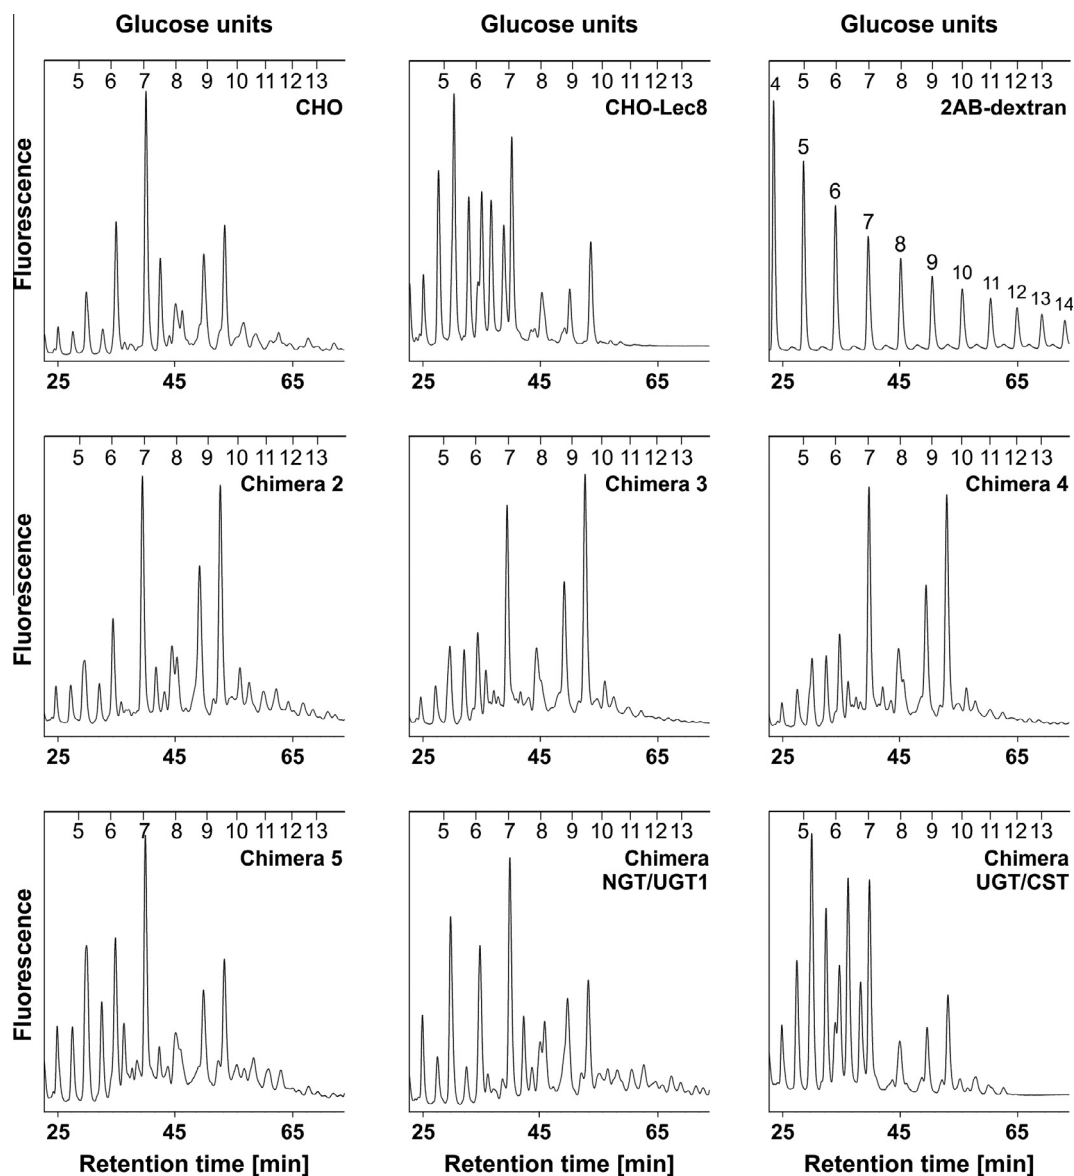 Glucose units Glucose units Glucose units
5 6 7 8 9 10 11 12 13
CHO
Fluorescence
25 45 65
5 6 7 8 9 10 11 12 13
CHO-Lec8
25 45 65
4 5 6 7 8 9 10 11 12 13
2AB-dextran
5
6
7
8
9
10
11
12
13
14
25 45 65
5 6 7 8 9 10 11 12 13
Chimera 2
Fluorescence
25 45 65
5 6 7 8 9 10 11 12 13
Chimera 3
25 45 65
5 6 7 8 9 10 11 12 13
Chimera 4
25 45 65
5 6 7 8 9 10 11 12 13
Chimera 5
Fluorescence
25 45 65
Retention time [min]
5 6 7 8 9 10 11 12 13
Chimera
NGT/UGT1
25 45 65
Retention time [min]
5 6 7 8 9 10 11 12 13
Chimera
UGT/CST
25 45 65
Retention time [min]